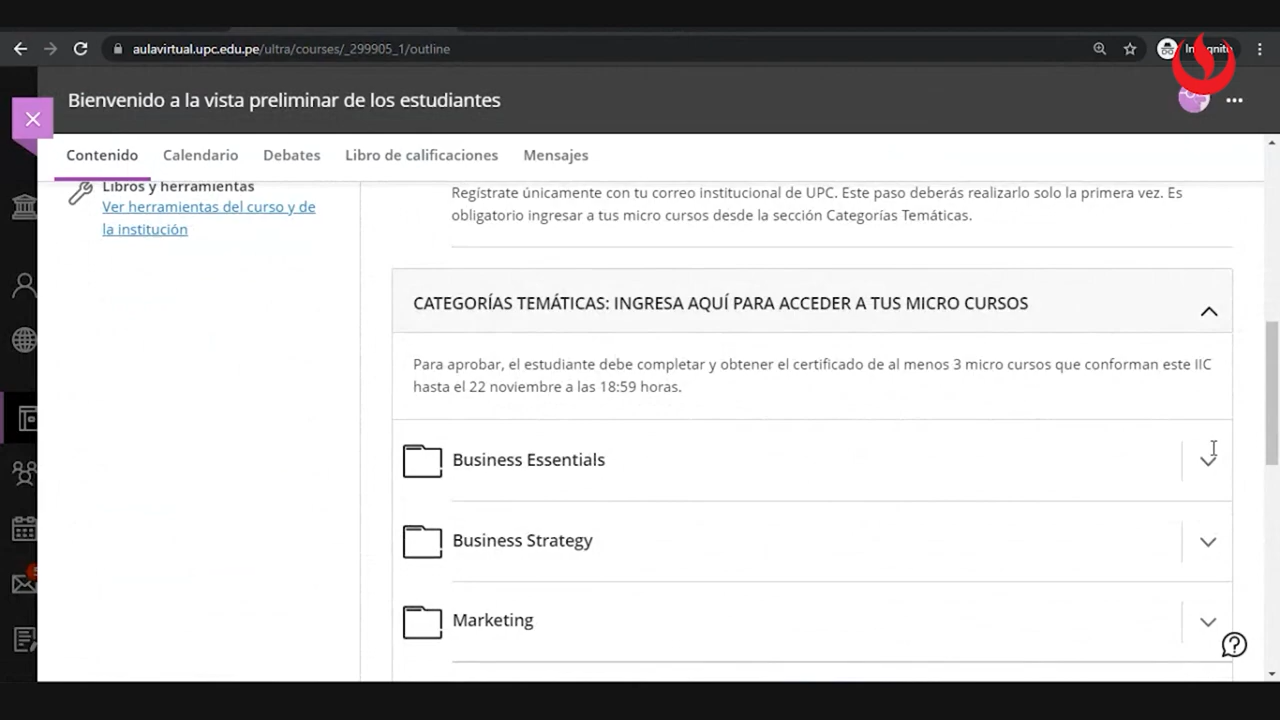 aulavirtual.upc.edu.pe/ultra/courses/_299905_1/outline
Bienvenido a la vista preliminar de los estudiantes
Contenido
Calendario
Debates
Libro de calificaciones
Mensajes
Libros y herramientas
Ver herramientas del curso y de
la institución
Regístrate únicamente con tu correo institucional de UPC. Este paso deberás realizarlo solo la primera vez. Es
obligatorio ingresar a tus micro cursos desde la sección Categorías Temáticas.
CATEGORÍAS TEMÁTICAS: INGRESA AQUÍ PARA ACCEDER A TUS MICRO CURSOS
Para aprobar, el estudiante debe completar y obtener el certificado de al menos 3 micro cursos que conforman este IIC
hasta el 22 noviembre a las 18:59 horas.
Business Essentials
Business Strategy
Marketing